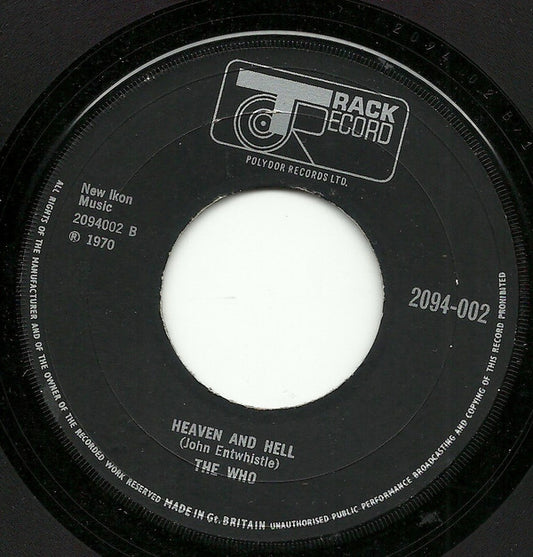 TRACK
RECORD
POLYDOR RECORDS LTD.
New Ikon
Music
2094002 B
℗ 1970
2094-002
HEAVEN AND HELL
(John Entwhistle)
THE WHO
ALL RIGHTS OF THE MANUFACTURER AND OF THE OWNER OF THE RECORDED WORK RESERVED MADE IN Gt. BRITAIN UNAUTHORISED PUBLIC PERFORMANCE BROADCASTING AND COPYING OF THIS RECORD PROHIBITED